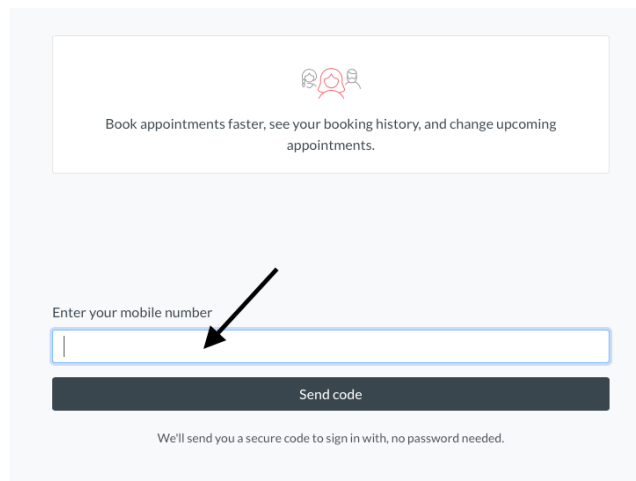 Book appointments faster, see your booking history, and change upcoming
appointments.
Enter your mobile number
Send code
We'll send you a secure code to sign in with, no password needed.